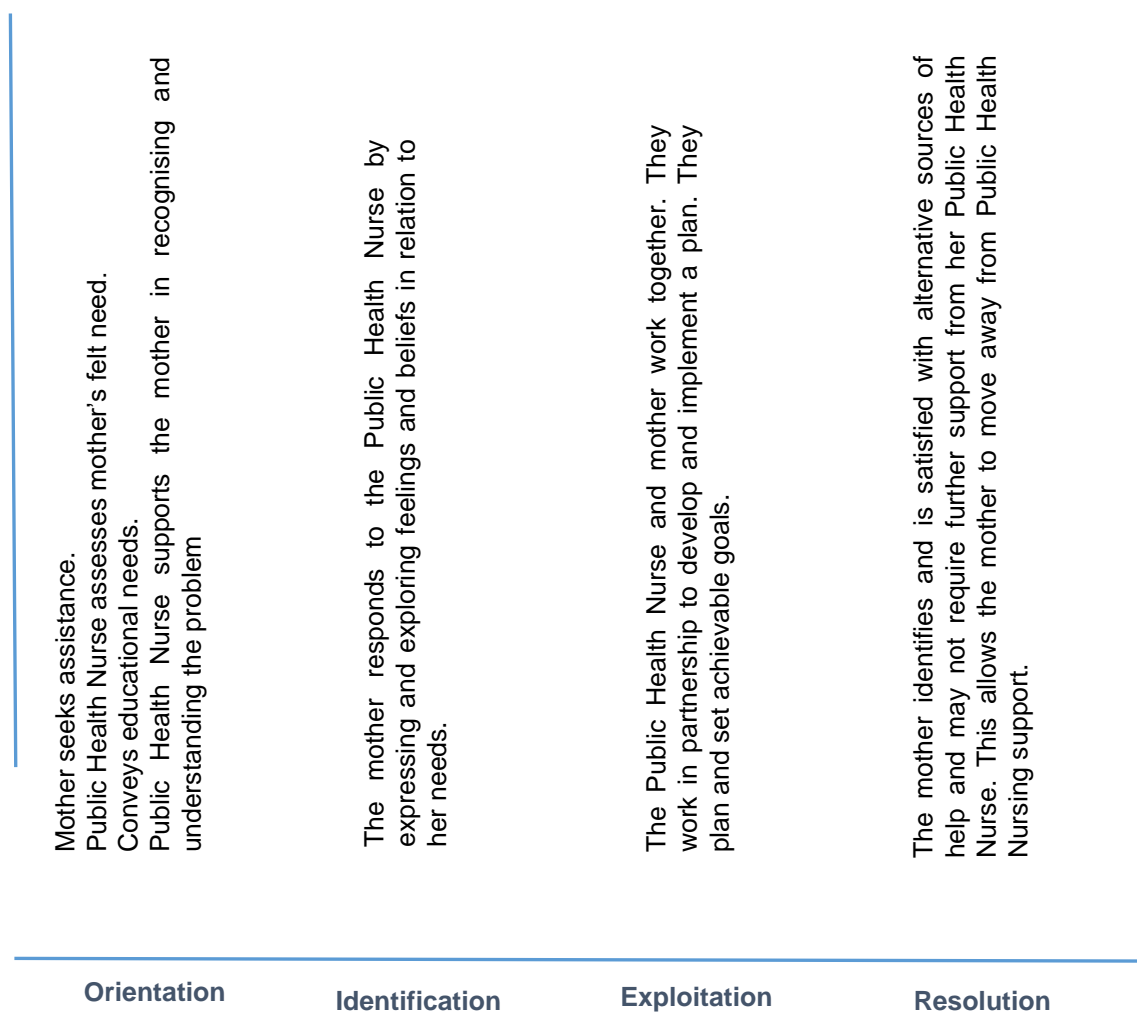 Mother seeks assistance.
Public Health Nurse assesses mother’s felt need.
Conveys educational needs.
Public Health Nurse supports the mother in recognising and
understanding the problem
The mother responds to the Public Health Nurse by
expressing and exploring feelings and beliefs in relation to
her needs.
The Public Health Nurse and mother work together. They
work in partnership to develop and implement a plan. They
plan and set achievable goals.
The mother identifies and is satisfied with alternative sources of
help and may not require further support from her Public Health
Nurse. This allows the mother to move away from Public Health
Nursing support.
Orientation
Identification
Exploitation
Resolution